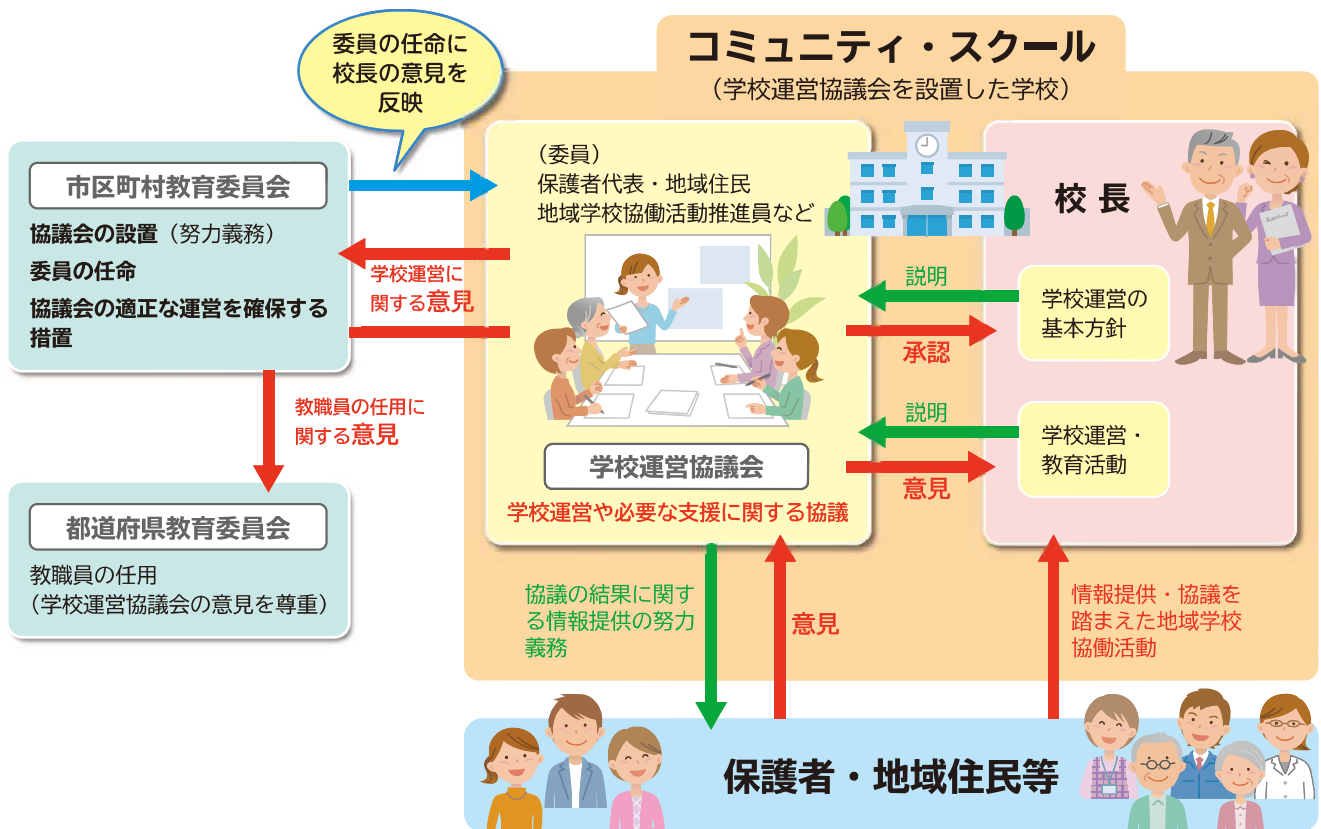 コミュニティ・スクール
（学校運営協議会を設置した学校）
委員の任命に
校長の意見を
反映
市区町村教育委員会
協議会の設置（努力義務）
委員の任命
協議会の適正な運営を確保する
措置
学校運営に
関する意見
教職員の任用に
関する意見
都道府県教育委員会
教職員の任用
（学校運営協議会の意見を尊重）
（委員）
保護者代表・地域住民
地域学校協働活動推進員など
学校運営協議会
学校運営や必要な支援に関する協議
校長
説明
承認
学校運営の
基本方針
説明
意見
学校運営・
教育活動
協議の結果に関す
る情報提供の努力
義務
意見
情報提供・協議を
踏まえた地域学校
協働活動
保護者・地域住民等